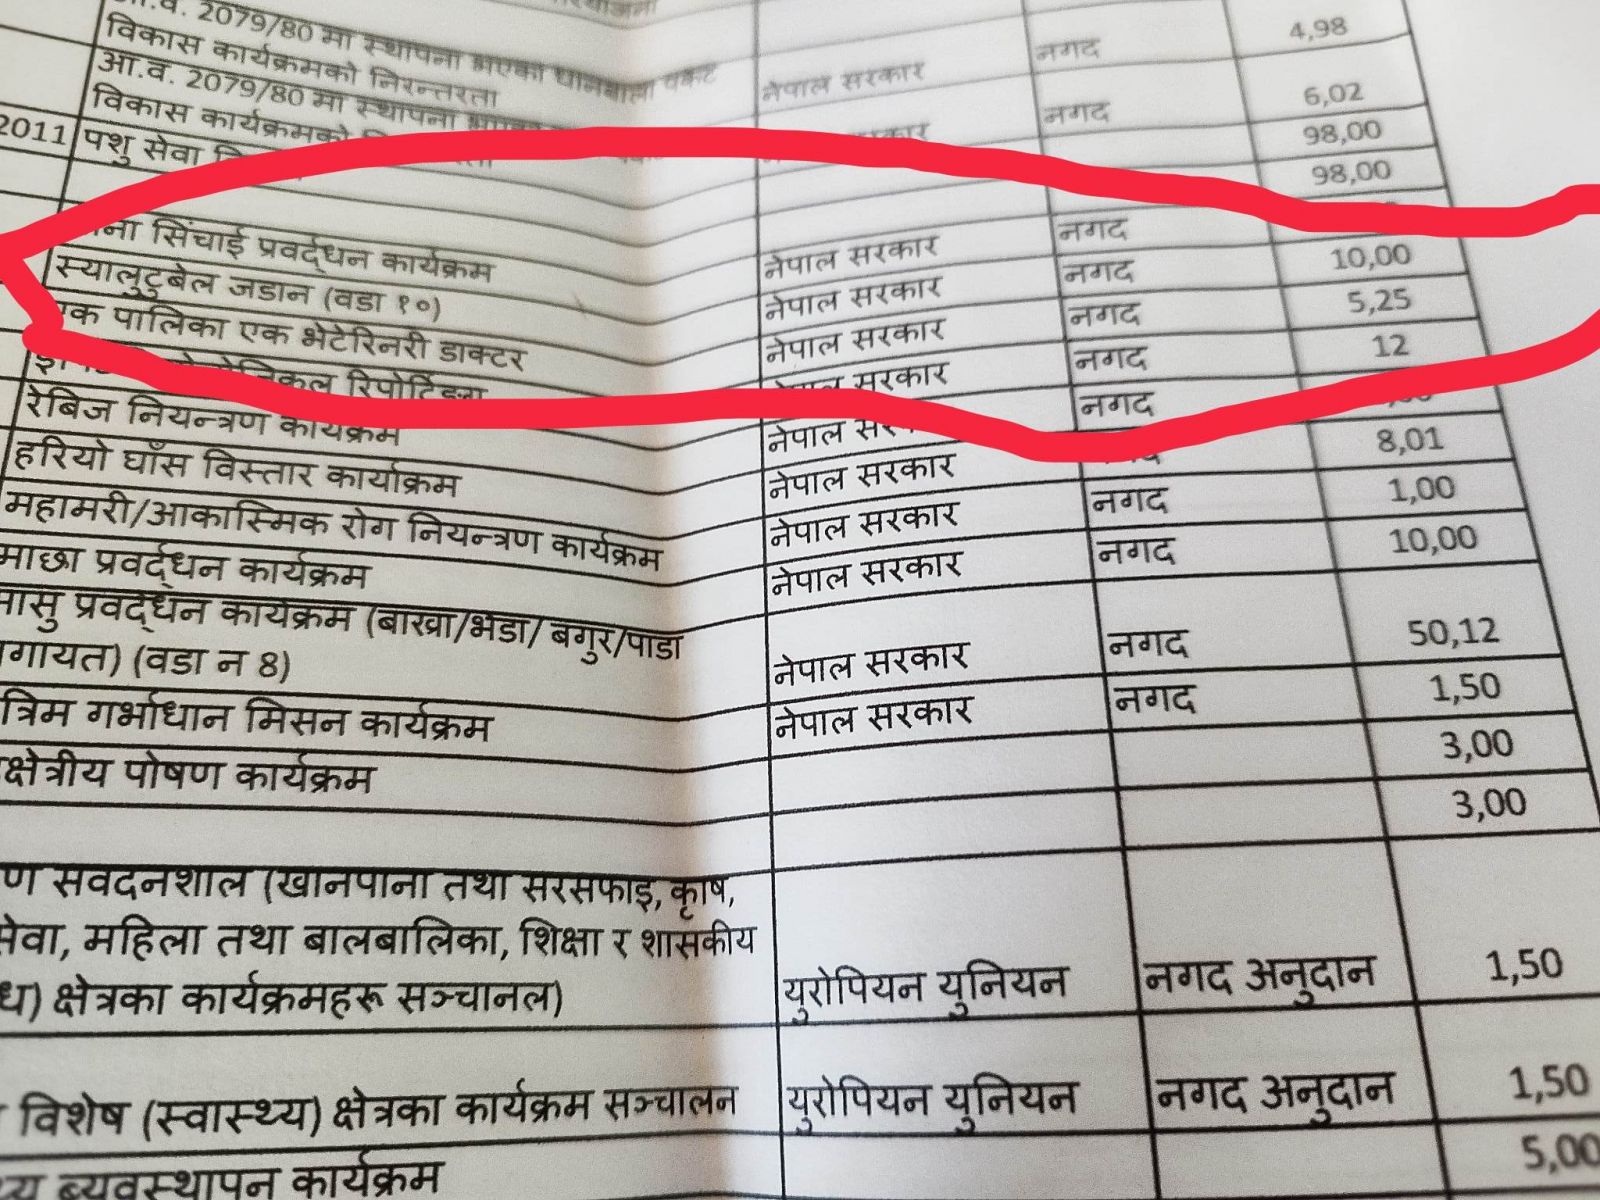 आ.व. 2079/80 मा स्थापना भएका धानबाली पकेट नगद 4,98
विकास कार्यक्रमको निरन्तरता नेपाल सरकार
आ.व. 2079/80 मा स्थापना नगद 6,02
विकास कार्यक्रमको
98,00
2011 पशु सेवा 98,00
सिंचाई प्रवर्द्धन कार्यक्रम नेपाल सरकार नगद
स्यालुटुबेल जडान (वडा १०) नेपाल सरकार नगद 10,00
एक पालिका एक भेटेरिनरी डाक्टर नेपाल सरकार नगद 5,25
रिपोर्टिङ्ग सरकार नगद 12
रेबिज नियन्त्रण कार्यक्रम नेपाल नगद
हरियो घाँस विस्तार कार्याक्रम नेपाल सरकार 8,01
महामरी/आकास्मिक रोग नियन्त्रण कार्यक्रम नेपाल सरकार नगद 1,00
माछा प्रवर्द्धन कार्यक्रम नेपाल सरकार नगद 10,00
मासु प्रवर्द्धन कार्यक्रम (बाख्रा/भेडा/ बंगुर/पाडा
गायत) (वडा न 8) नेपाल सरकार नगद 50,12
त्रिम गर्भाधान मिसन कार्यक्रम नेपाल सरकार नगद 1,50
क्षेत्रीय पोषण कार्यक्रम 3,00
3,00
ण सवदनशाल (खानपाना तथा सरसफाइ, कृषि,
सेवा, महिला तथा बालबालिका, शिक्षा र शासकीय
ध) क्षेत्रका कार्यक्रमहरू सञ्चानल) युरोपियन युनियन नगद अनुदान 1,50
विशेष (स्वास्थ्य) क्षेत्रका कार्यक्रम सञ्चालन युरोपियन युनियन नगद अनुदान 1,50
व्यवस्थापन कार्यक्रम 5,00